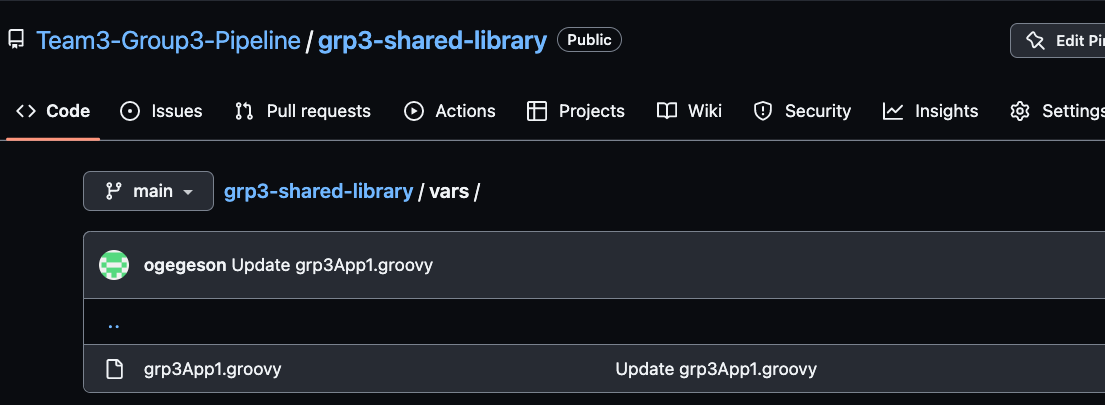 Team3-Group3-Pipeline / grp3-shared-library Public Edit Pi
<> Code Issues Pull requests Actions Projects Wiki Security Insights Settings
main grp3-shared-library / vars /
ogegeson Update grp3App1.groovy
..
grp3App1.groovy Update grp3App1.groovy